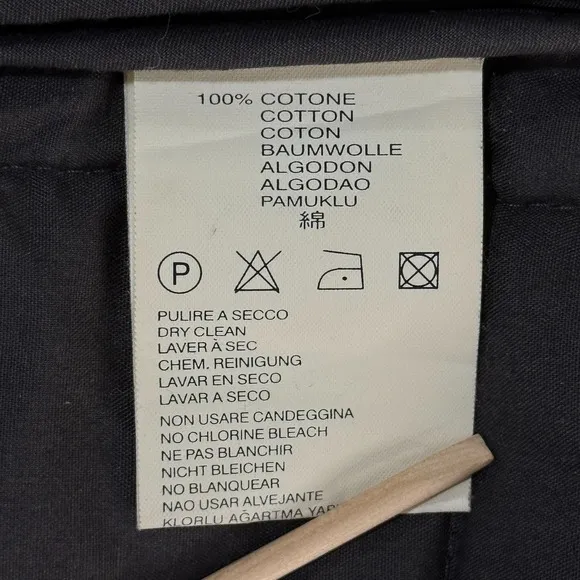 100% COTONE
COTTON
COTON
BAUMWOLLE
ALGODON
ALGODAO
PAMUKLU
綿
P
PULIRE A SECCO
DRY CLEAN
LAVER À SEC
CHEM. REINIGUNG
LAVAR EN SECO
LAVAR A SECO
NON USARE CANDEGGINA
NO CHLORINE BLEACH
NE PAS BLANCHIR
NICHT BLEICHEN
NO BLANQUEAR
NAO USAR ALVEJANTE
KLORLU AĞARTMA